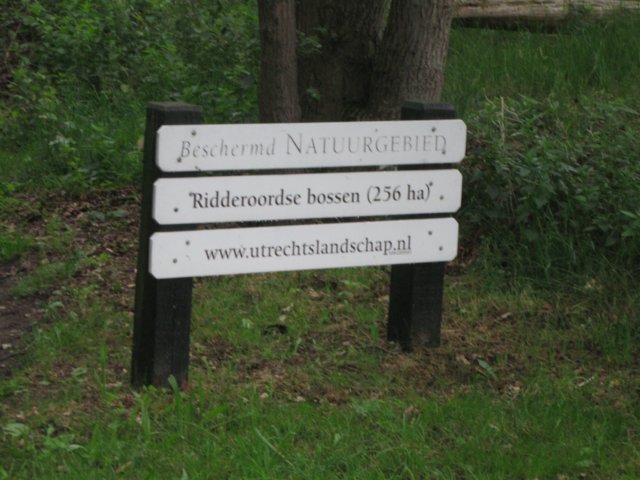 Beschermd NATUURGEBIED
Ridderoordse bossen (256 ha)
www.utrechtslandschap.nl